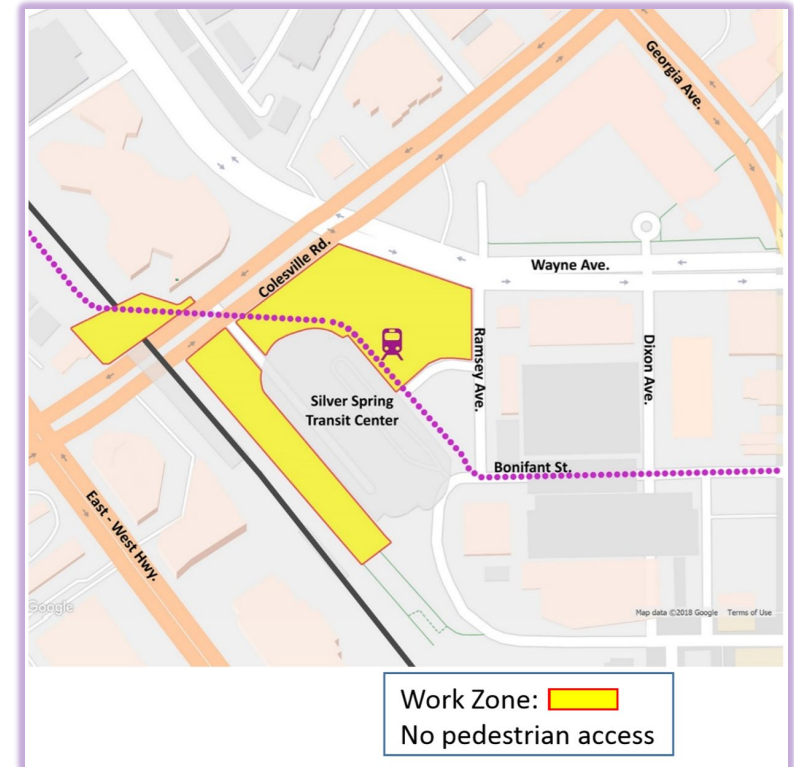 Georgia Ave.
Colesville Rd.
Wayne Ave.
Ramsey Ave.
Dixon Ave.
Silver Spring
Transit Center
Bonifant St.
East - West Hwy.
Google
Map data ©2018 Google Terms of Use
Work Zone:
No pedestrian access